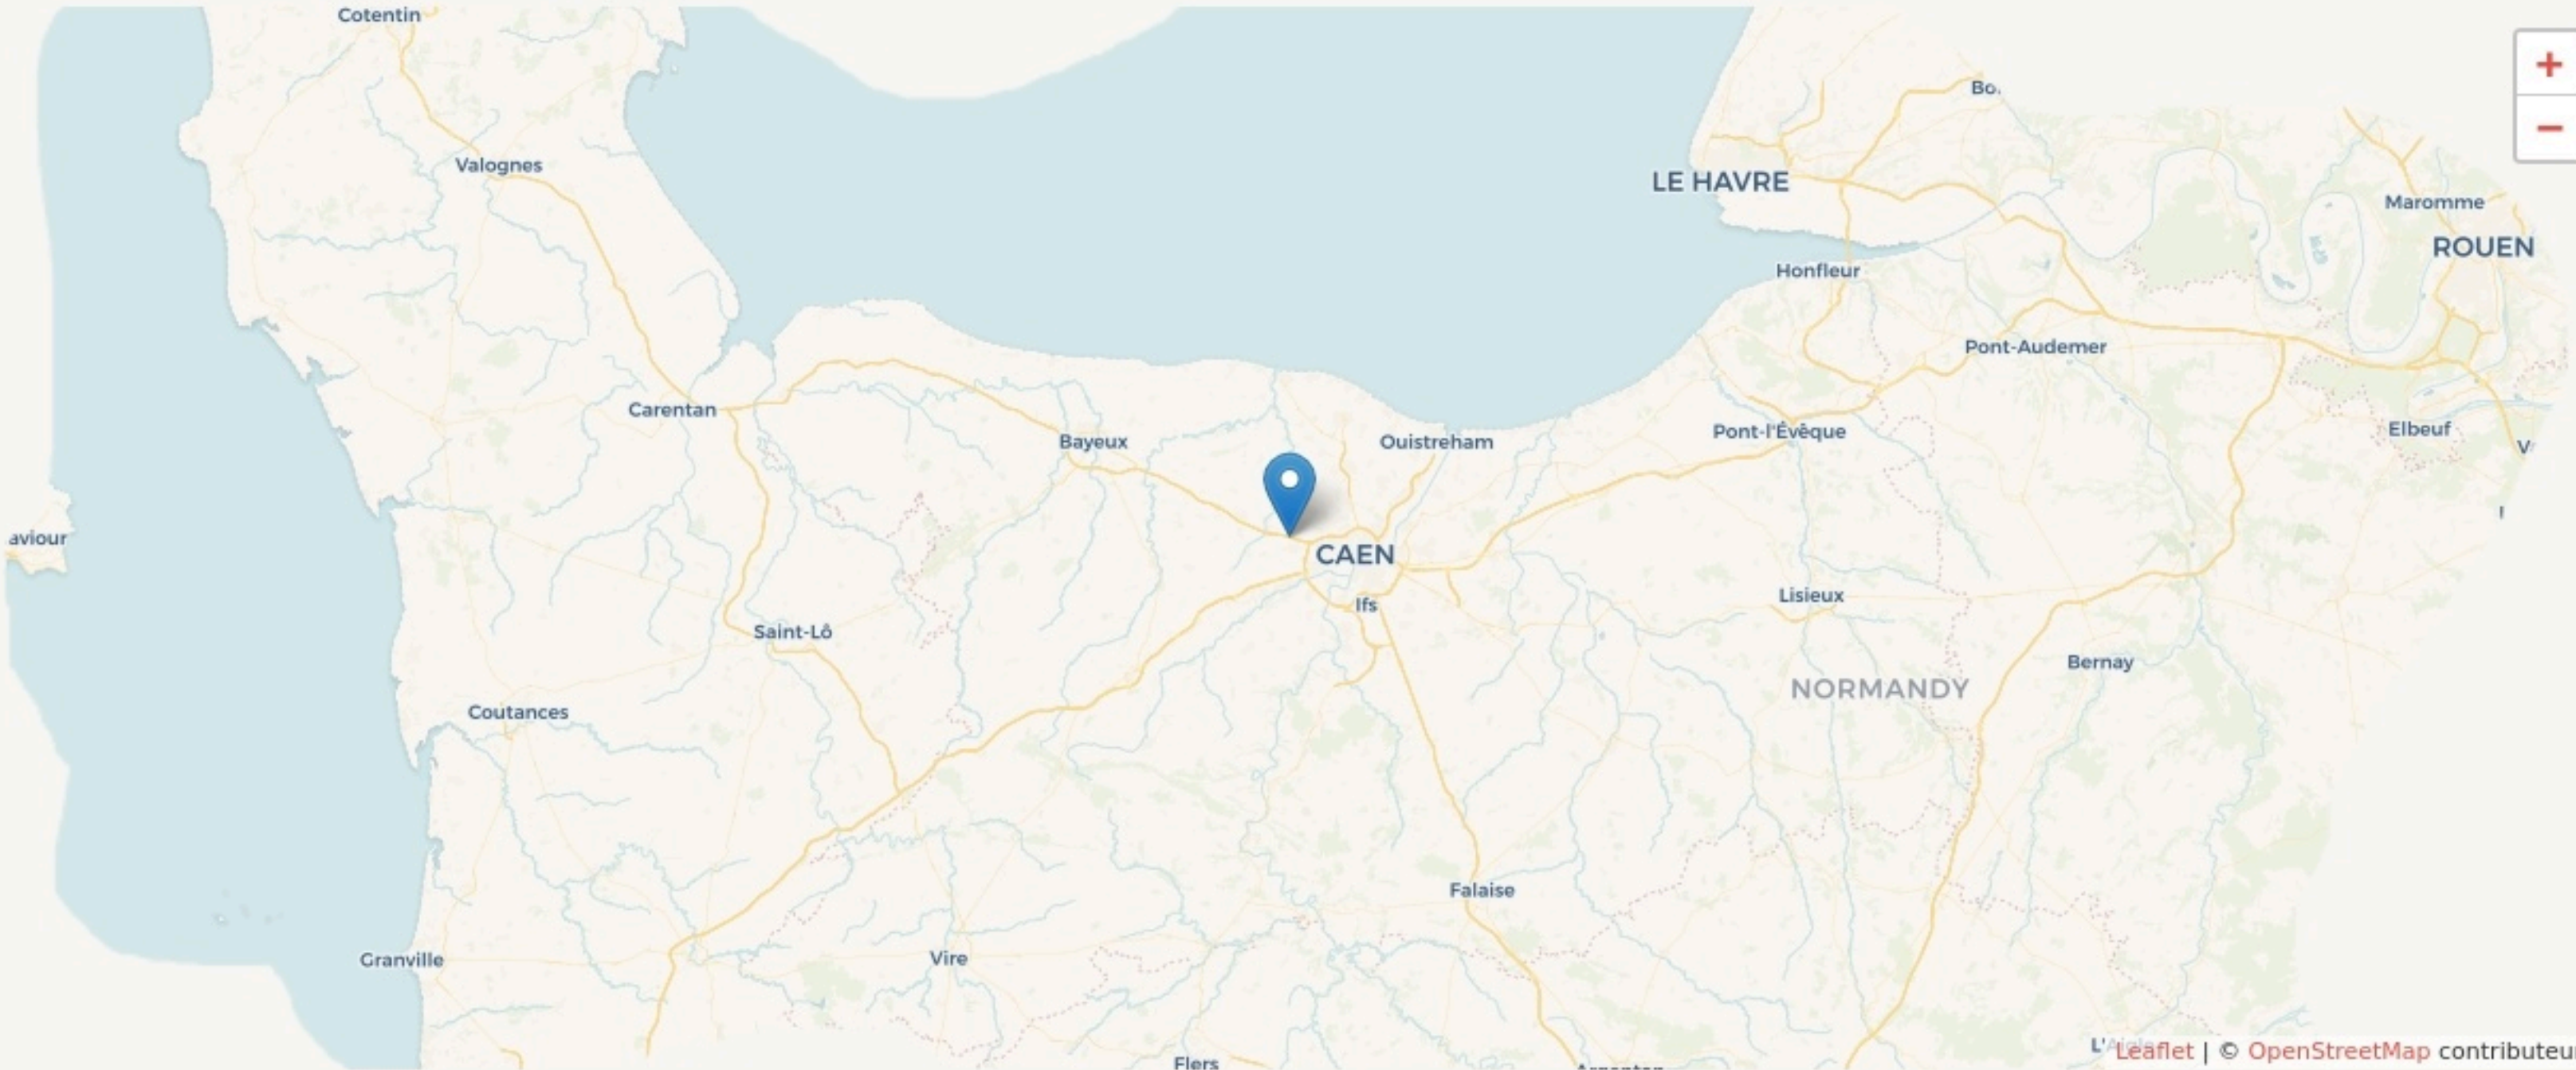 Cotentin
+
Bo.
−
Valognes
LE HAVRE
Maromme
ROUEN
Honfleur
Pont-Audemer
Carentan
Bayeux
Ouistreham
Pont-l'Évêque
Elbeuf
V
aviour
CAEN
Lisieux
Ifs
Saint-Lô
Bernay
NORMANDY
Coutances
Falaise
Granville
Vire
Flers
Leaflet | © OpenStreetMap contributeu